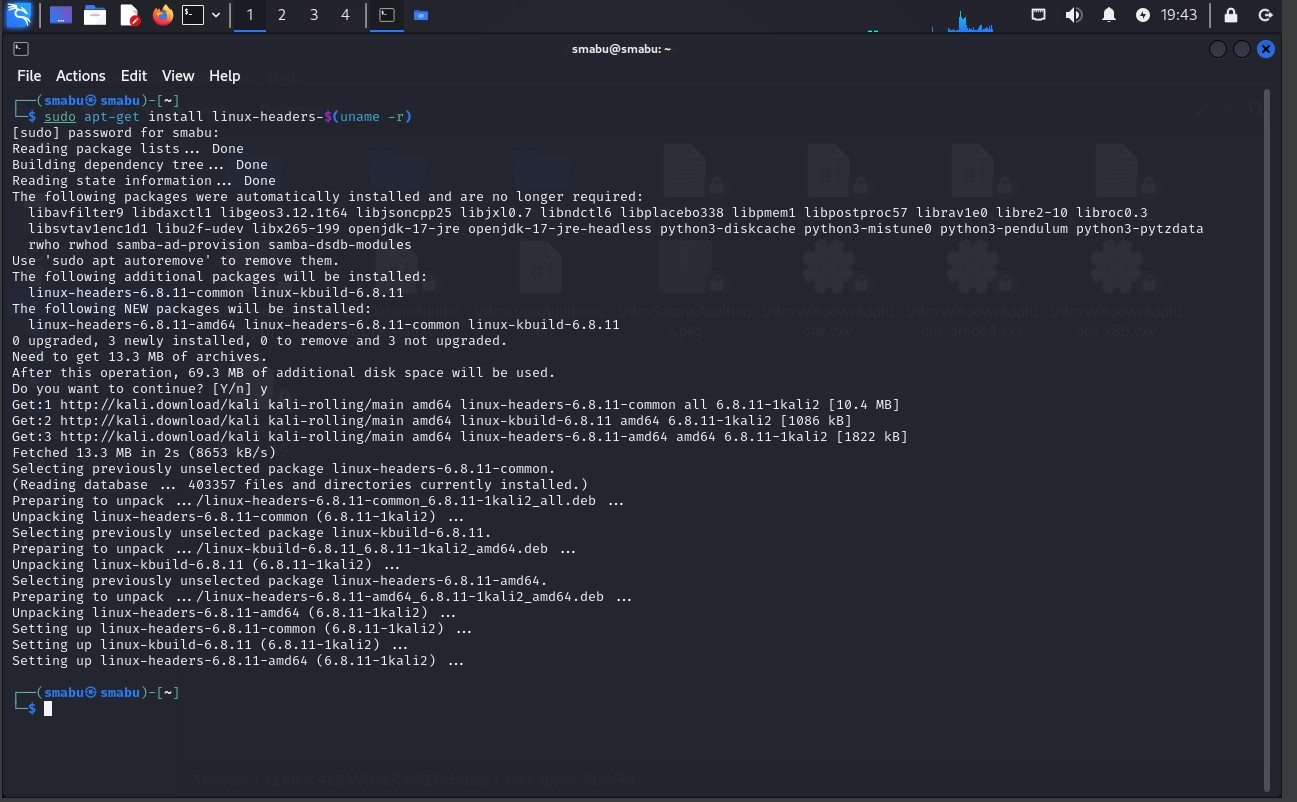 1 2 3 4 19:43
smabu@smabu: ~
File Actions Edit View Help
┌──(smabu㉿smabu)-[~]
└─$ sudo apt-get install linux-headers-$(uname -r)
[sudo] password for smabu:
Reading package lists... Done
Building dependency tree... Done
Reading state information... Done
The following packages were automatically installed and are no longer required:
libavfilter9 libdaxctl1 libgeos3.12.1t64 libjsoncpp25 libjxl0.7 libndctl6 libplacebo338 libpmem1 libpostproc57 librav1e0 libre2-10 libroc0.3
libsvtav1enc1d1 libu2f-udev libx265-199 openjdk-17-jre openjdk-17-jre-headless python3-diskcache python3-mistune0 python3-pendulum python3-pytzdata
rwho rwhod samba-ad-provision samba-dsdb-modules
Use 'sudo apt autoremove' to remove them.
The following additional packages will be installed:
linux-headers-6.8.11-common linux-kbuild-6.8.11
The following NEW packages will be installed:
linux-headers-6.8.11-amd64 linux-headers-6.8.11-common linux-kbuild-6.8.11
0 upgraded, 3 newly installed, 0 to remove and 3 not upgraded.
Need to get 13.3 MB of archives.
After this operation, 69.3 MB of additional disk space will be used.
Do you want to continue? [Y/n] y
Get:1 http://kali.download/kali kali-rolling/main amd64 linux-headers-6.8.11-common all 6.8.11-1kali2 [10.4 MB]
Get:2 http://kali.download/kali kali-rolling/main amd64 linux-kbuild-6.8.11 amd64 6.8.11-1kali2 [1086 kB]
Get:3 http://kali.download/kali kali-rolling/main amd64 linux-headers-6.8.11-amd64 amd64 6.8.11-1kali2 [1822 kB]
Fetched 13.3 MB in 2s (8653 kB/s)
Selecting previously unselected package linux-headers-6.8.11-common.
(Reading database ... 403357 files and directories currently installed.)
Preparing to unpack .../linux-headers-6.8.11-common_6.8.11-1kali2_all.deb ...
Unpacking linux-headers-6.8.11-common (6.8.11-1kali2) ...
Selecting previously unselected package linux-kbuild-6.8.11.
Preparing to unpack .../linux-kbuild-6.8.11_6.8.11-1kali2_amd64.deb ...
Unpacking linux-kbuild-6.8.11 (6.8.11-1kali2) ...
Selecting previously unselected package linux-headers-6.8.11-amd64.
Preparing to unpack .../linux-headers-6.8.11-amd64_6.8.11-1kali2_amd64.deb ...
Unpacking linux-headers-6.8.11-amd64 (6.8.11-1kali2) ...
Setting up linux-headers-6.8.11-common (6.8.11-1kali2) ...
Setting up linux-kbuild-6.8.11 (6.8.11-1kali2) ...
Setting up linux-headers-6.8.11-amd64 (6.8.11-1kali2) ...
┌──(smabu㉿smabu)-[~]
└─$